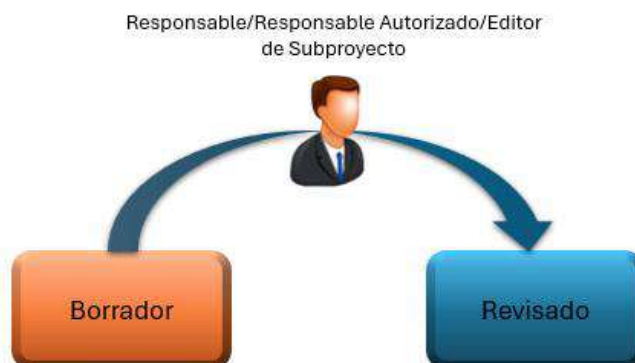 Responsable/Responsable Autorizado/Editor
de Subproyecto
Borrador
Revisado